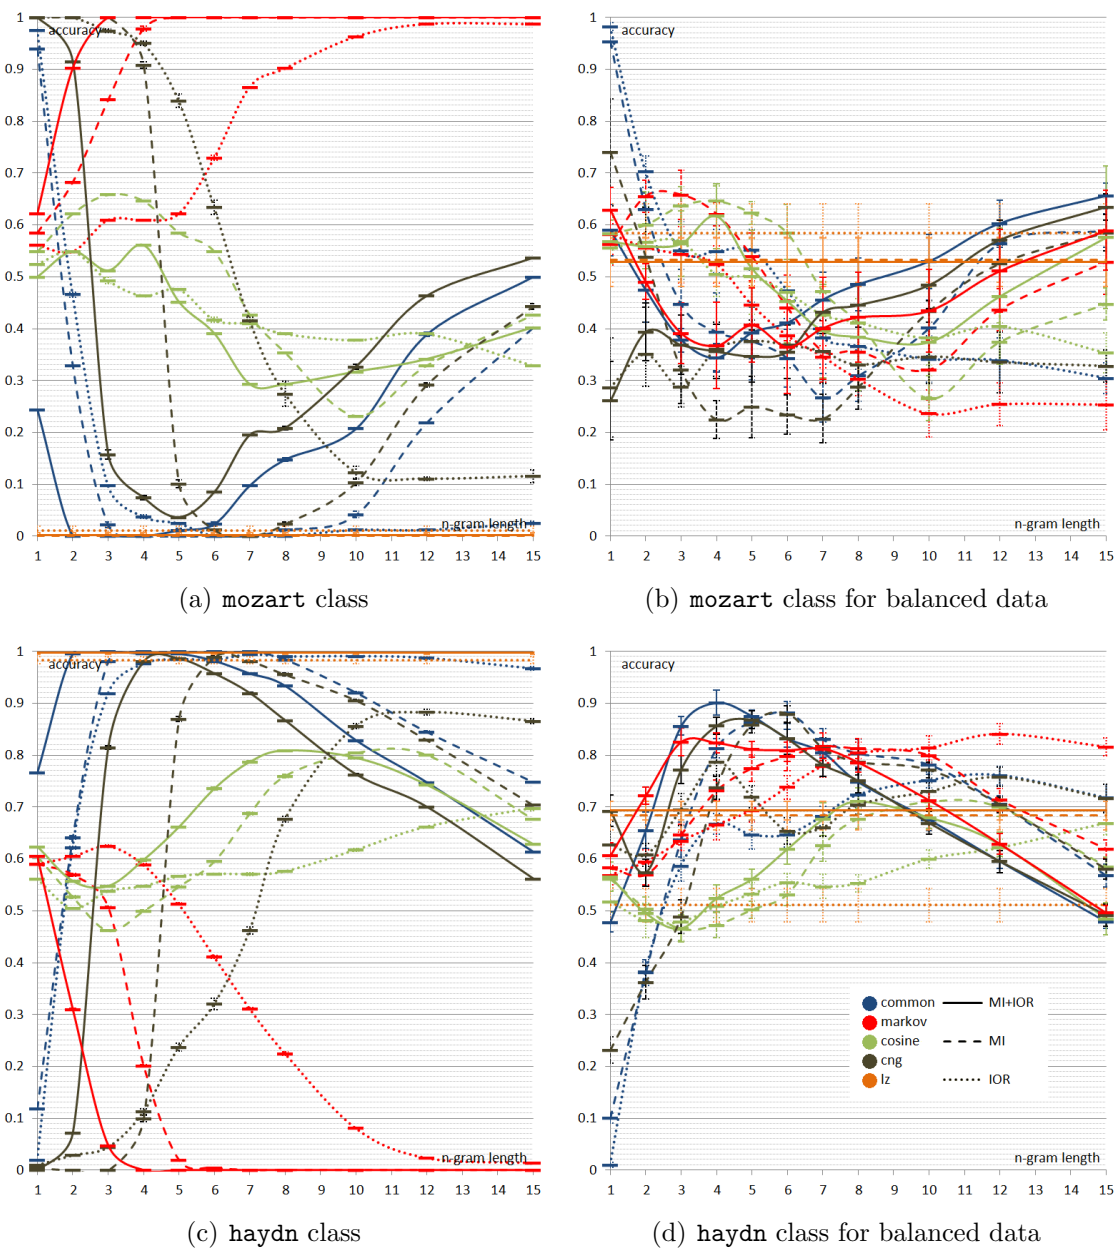 1
0.9
0.8
0.7
0.6
0.5
0.4
0.3
0.2
0.1
0
accuracy
n-gram length
1 2 3 4 5 6 7 8 9 10 11 12 13 14 15
(a) mozart class
1
0.9
0.8
0.7
0.6
0.5
0.4
0.3
0.2
0.1
0
accuracy
n-gram length
1 2 3 4 5 6 7 8 9 10 11 12 13 14 15
(b) mozart class for balanced data
1
0.9
0.8
0.7
0.6
0.5
0.4
0.3
0.2
0.1
0
accuracy
n-gram length
1 2 3 4 5 6 7 8 9 10 11 12 13 14 15
(c) haydn class
1
0.9
0.8
0.7
0.6
0.5
0.4
0.3
0.2
0.1
0
accuracy
common MI+IOR
markov
cosine MI
cng
lz IOR
n-gram length
1 2 3 4 5 6 7 8 9 10 11 12 13 14 15
(d) haydn class for balanced data